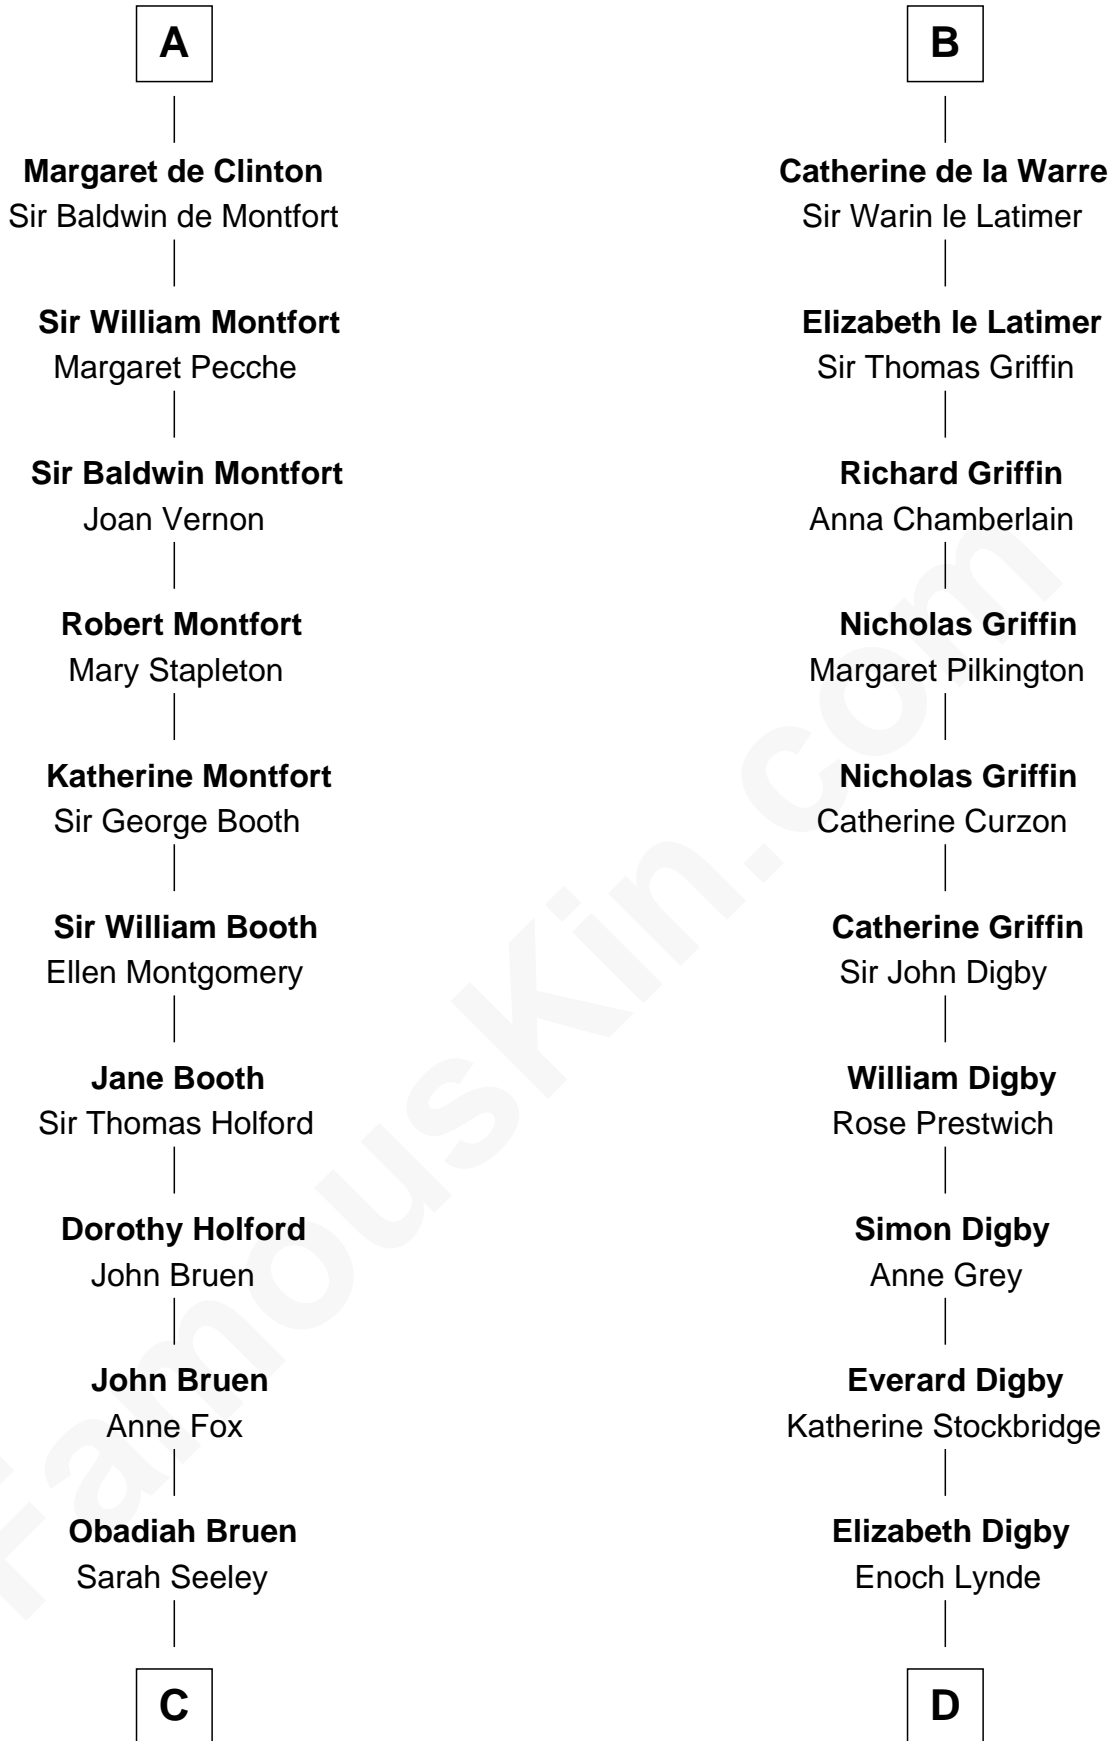 A
Margaret de Clinton
Sir Baldwin de Montfort
Sir William Montfort
Margaret Pecche
Sir Baldwin Montfort
Joan Vernon
Robert Montfort
Mary Stapleton
Katherine Montfort
Sir George Booth
Sir William Booth
Ellen Montgomery
Jane Booth
Sir Thomas Holford
Dorothy Holford
John Bruen
John Bruen
Anne Fox
Obadiah Bruen
Sarah Seeley
C
B
Catherine de la Warre
Sir Warin le Latimer
Elizabeth le Latimer
Sir Thomas Griffin
Richard Griffin
Anna Chamberlain
Nicholas Griffin
Margaret Pilkington
Nicholas Griffin
Catherine Curzon
Catherine Griffin
Sir John Digby
William Digby
Rose Prestwich
Simon Digby
Anne Grey
Everard Digby
Katherine Stockbridge
Elizabeth Digby
Enoch Lynde
D
FamousKin.com